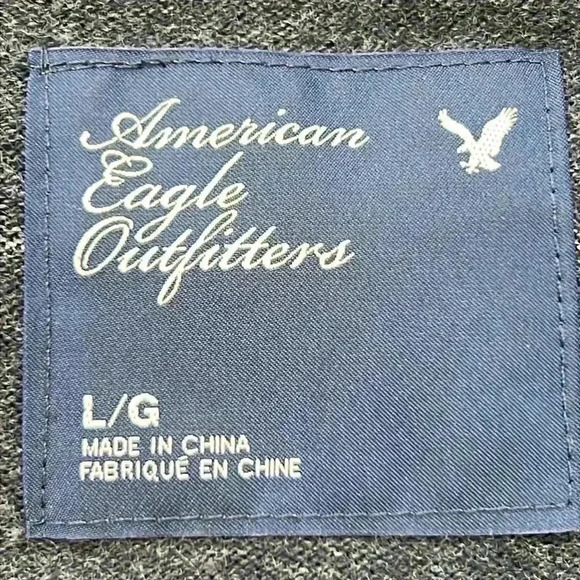 American
Eagle
Outfitters
L/G
MADE IN CHINA
FABRIQUÉ EN CHINE